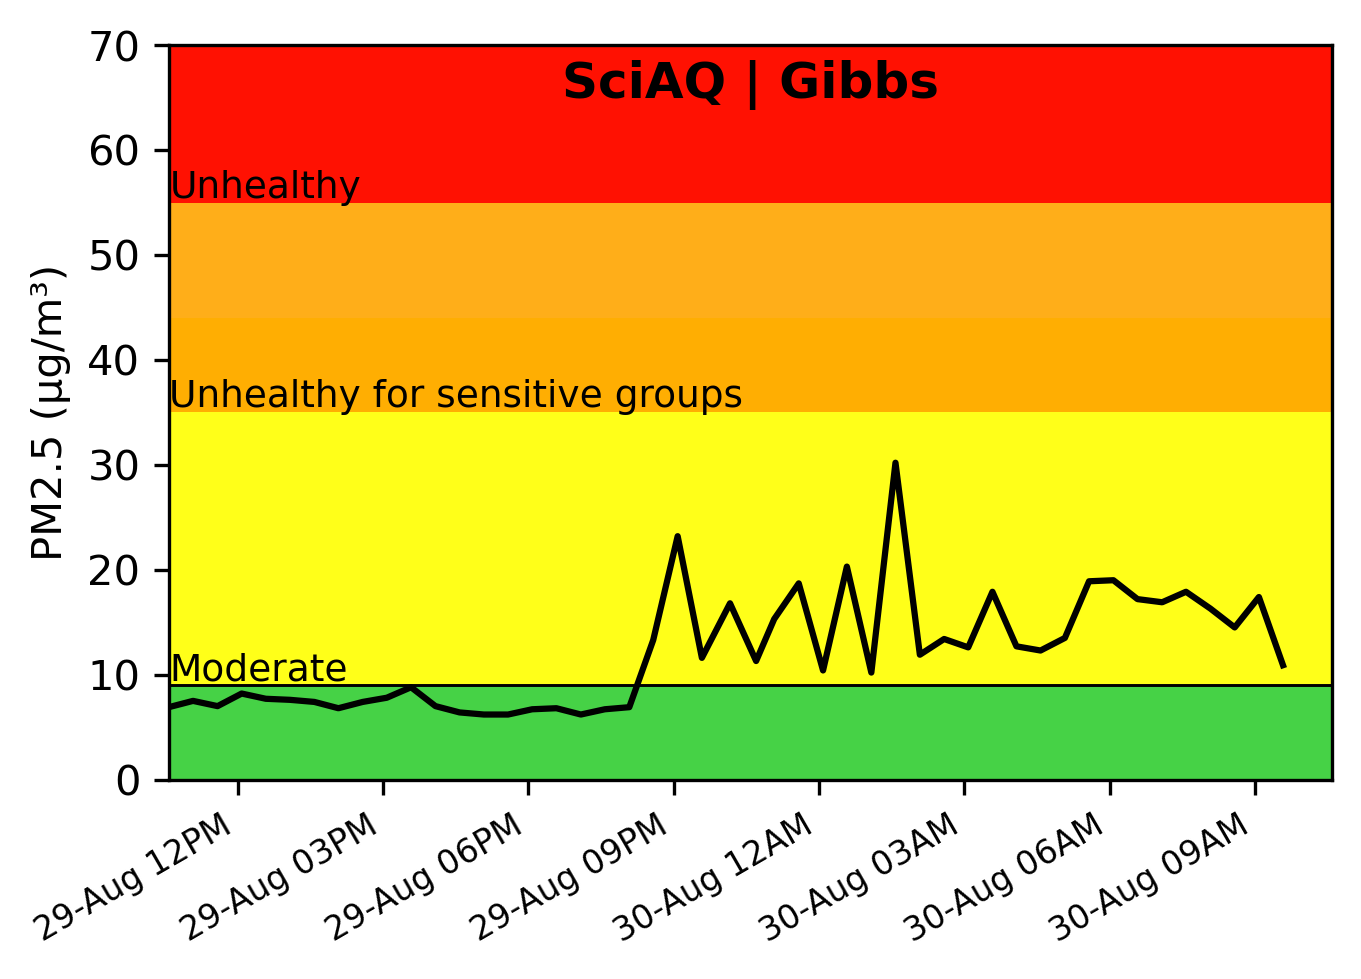 SciAQ | Gibbs
PM2.5 (µg/m³)
70
60
Unhealthy
50
40
Unhealthy for sensitive groups
30
20
Moderate
10
0
29-Aug 12PM
29-Aug 03PM
29-Aug 06PM
29-Aug 09PM
30-Aug 12AM
30-Aug 03AM
30-Aug 06AM
30-Aug 09AM